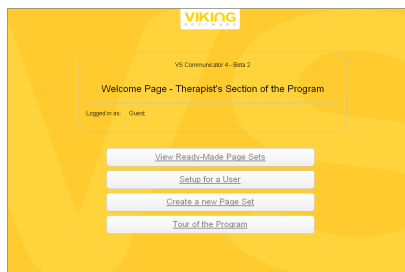 VIKING
SOFTWARE
VS Communicator 4 - Beta 2
Welcome Page - Therapist's Section of the Program
Logged in as: Guest
View Ready-Made Page Sets
Setup for a User
Create a new Page Set
Tour of the Program